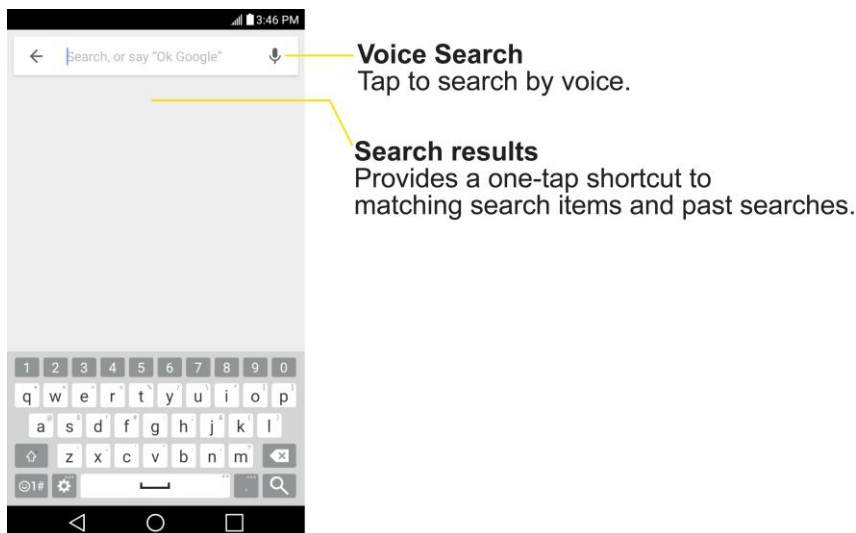 3:46 PM
Search, or say "Ok Google"
Voice Search
Tap to search by voice.
Search results
Provides a one-tap shortcut to
matching search items and past searches.
1 2 3 4 5 6 7 8 9 0
q w e r t y u i o p
a s d f g h j k l
z x c v b n m
1# .